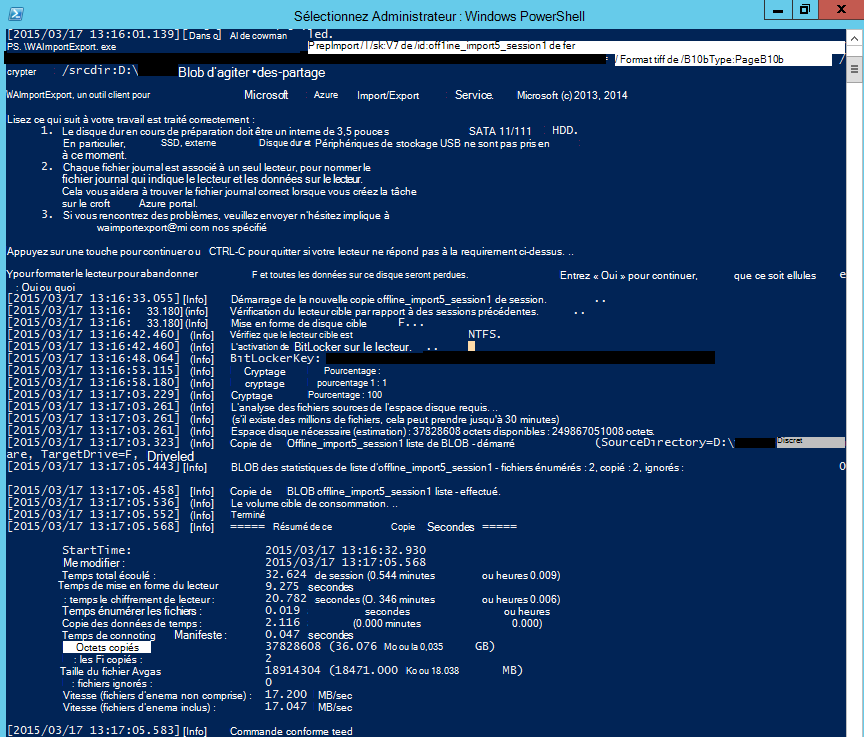 Sélectionnez Administrateur : Windows PowerShell
[2015/03/17 13:16:01.139] [Dans q AI de cowman led.
PS. \WAImportExport. exe PrepImport / I /sk:V7 de /id:off1ine_import5_session1 de fer
/ Format tiff de /B10bType:PageB10b /
crypter /srcdir:D:\ Blob d'agiter •des-partage
WAImportExport, un outil client pour Microsoft Azure Import/Export Service. Microsoft (c) 2013, 2014
Lisez ce qui suit à votre travail est traité correctement :
1. Le disque dur en cours de préparation doit être un interne de 3,5 pouces SATA 11/111 HDD.
En particulier, SSD, externe Disque dur et Périphériques de stockage USB ne sont pas pris en
à ce moment.
2. Chaque fichier journal est associé à un seul lecteur, pour nommer le
fichier journal qui indique le lecteur et les données sur le lecteur.
Cela vous aidera à trouver le fichier journal correct lorsque vous créez la tâche
sur le croft Azure portal.
3. Si vous rencontrez des problèmes, veuillez envoyer n'hésitez implique à
waimportexport@mi com nos spécifié
Appuyez sur une touche pour continuer ou CTRL-C pour quitter si votre lecteur ne répond pas à la requirement ci-dessus. ..
Y pour formater le lecteur pour abandonner F et toutes les données sur ce disque seront perdues. Entrez « Oui » pour continuer, que ce soit ellules e
: Oui ou quoi
[2015/03/17 13:16:33.055] [Info] Démarrage de la nouvelle copie offline_import5_session1 de session. ..
[2015/03/17 13:16: 33.180] (info) Vérification du lecteur cible par rapport à des sessions précédentes. ..
[2015/03/17 13:16: 33.180] (Info) Mise en forme de disque cible F...
[2015/03/17 13:16:42.460] (Info) Vérifiez que le lecteur cible est NTFS.
[2015/03/17 13:16:42.460] (Info) L'activation de BitLocker sur le lecteur. ..
[2015/03/17 13:16:48.064] [Info] BitLockerKey:
[2015/03/17 13:16:53.115] [Info] Cryptage Pourcentage :
[2015/03/17 13:16:58.180] [Info] cryptage pourcentage 1 : 1
[2015/03/17 13:17:03.229] [Info] Cryptage Pourcentage : 100
[2015/03/17 13:17:03.261] (Info) L'analyse des fichiers sources de l'espace disque requis. ..
[2015/03/17 13:17:03.261] (Info) (s'il existe des millions de fichiers, cela peut prendre jusqu'à 30 minutes)
[2015/03/17 13:17:03.261] (Info) Espace disque nécessaire (estimation) : 37828608 octets disponibles : 249867051008 octets.
[2015/03/17 13:17:03.323] [Info] Copie de Offline_import5_session1 liste de BLOB - démarré (SourceDirectory=D:\ Discret
are, TargetDrive=F, Driveled
[2015/03/17 13:17:05.443] [Info] BLOB des statistiques de liste d'offline_import5_session1 - fichiers énumérés : 2, copié : 2, ignorés : 0
[2015/03/17 13:17:05.458] [Info] Copie de BLOB offline_import5_session1 liste - effectué.
[2015/03/17 13:17:05.536] (Info) Le volume cible de consommation. ..
[2015/03/17 13:17:05.552] (Info) Terminé
[2015/03/17 13:17:05.568] [Info] ===== Résumé de ce Copie Secondes =====
StartTime: 2015/03/17 13:16:32.930
Me modifier : 2015/03/17 13:17:05.568
Temps total écoulé : 32.624 de session (0.544 minutes ou heures 0.009)
Temps de mise en forme du lecteur 9.275 secondes
: temps le chiffrement de lecteur : 20.782 secondes (O. 346 minutes ou heures 0.006)
Temps énumérer les fichiers : 0.019 secondes ou heures
Copie des données de temps : 2.116 (0.000 minutes 0.000)
Temps de connoting Manifeste : 0.047 secondes
Octets copiés 37828608 (36.076 Mo ou la 0,035 GB)
: les Fi copiés : 2
Taille du fichier Avgas 18914304 (18471.000 Ko ou 18.038 MB)
: fichiers ignorés : 0
Vitesse (fichiers d'enema non comprise) : 17.200 MB/sec
Vitesse (fichiers d'enema inclus) : 17.047 MB/sec
[2015/03/17 13:17:05.583] [Info] Commande conforme teed